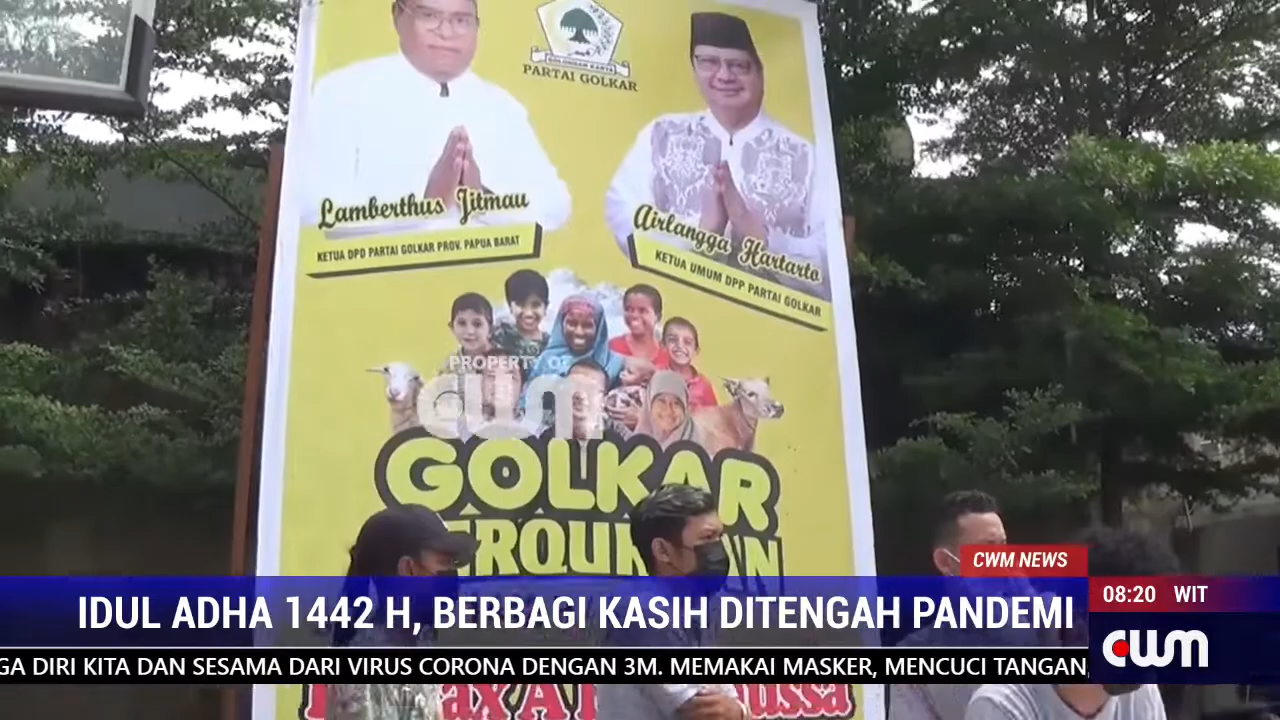 GOLONGAN KARYA
PARTAI GOLKAR
Lamberthus Jitmau
KETUA DPD PARTAI GOLKAR PROV. PAPUA BARAT
Airlangga Hartarto
KETUA UMUM DPP PARTAI GOLKAR
PROPERTY OF
cwm
GOLKAR
CWM NEWS
IDUL ADHA 1442 H, BERBAGI KASIH DITENGAH PANDEMI
08:20 WIT
GA DIRI KITA DAN SESAMA DARI VIRUS CORONA DENGAN 3M. MEMAKAI MASKER, MENCUCI TANGAN,
cwm